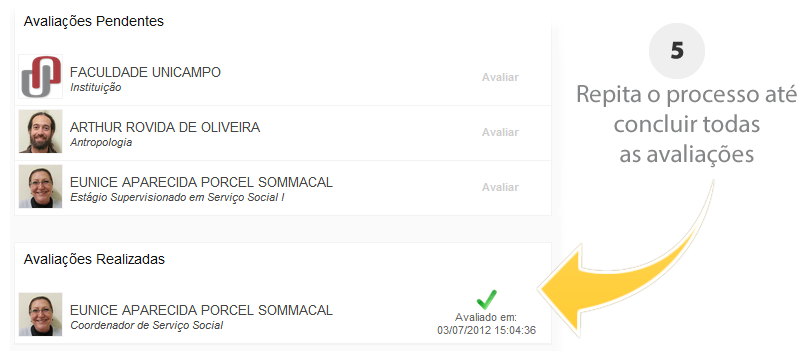 Avaliações Pendentes
FACULDADE UNICAMPO
Instituição
Avaliar
ARTHUR ROVIDA DE OLIVEIRA
Antropologia
Avaliar
EUNICE APARECIDA PORCEL SOMMACAL
Estágio Supervisionado em Serviço Social I
Avaliar
Avaliações Realizadas
EUNICE APARECIDA PORCEL SOMMACAL
Coordenador de Serviço Social
Avaliado em:
03/07/2012 15:04:36
5
Repita o processo até
concluir todas
as avaliações